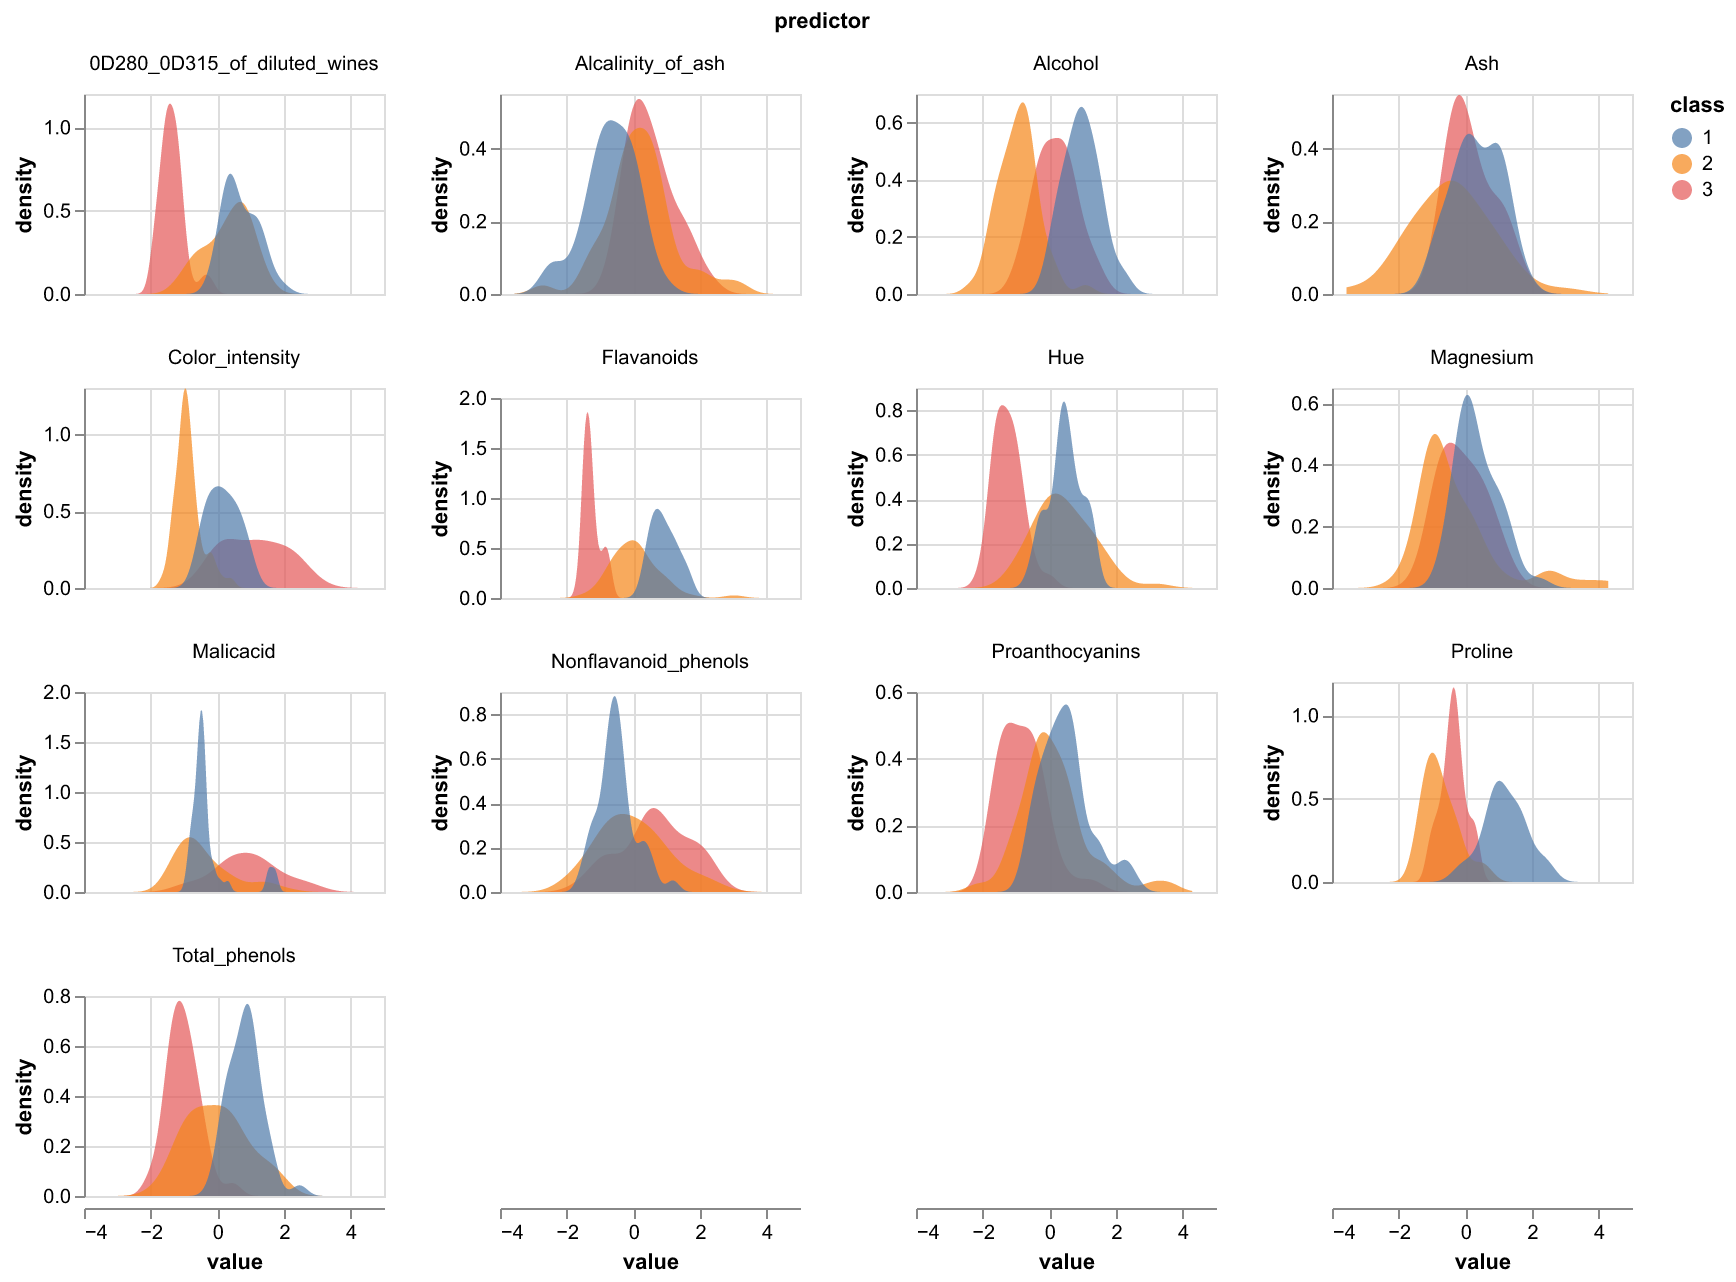 predictor
0D280_0D315_of_diluted_wines Alcalinity_of_ash Alcohol Ash
class
1
2
3
density
0.0
0.5
1.0
density
0.0
0.2
0.4
density
0.0
0.2
0.4
0.6
density
0.0
0.2
0.4
Color_intensity Flavanoids Hue Magnesium
density
0.0
0.5
1.0
density
0.0
0.5
1.0
1.5
2.0
density
0.0
0.2
0.4
0.6
0.8
density
0.0
0.2
0.4
0.6
Malicacid Nonflavanoid_phenols Proanthocyanins Proline
density
0.0
0.5
1.0
1.5
2.0
density
0.0
0.2
0.4
0.6
0.8
density
0.0
0.2
0.4
0.6
density
0.0
0.5
1.0
Total_phenols
density
0.0
0.2
0.4
0.6
0.8
−4 −2 0 2 4 −4 −2 0 2 4 −4 −2 0 2 4 −4 −2 0 2 4
value value value value